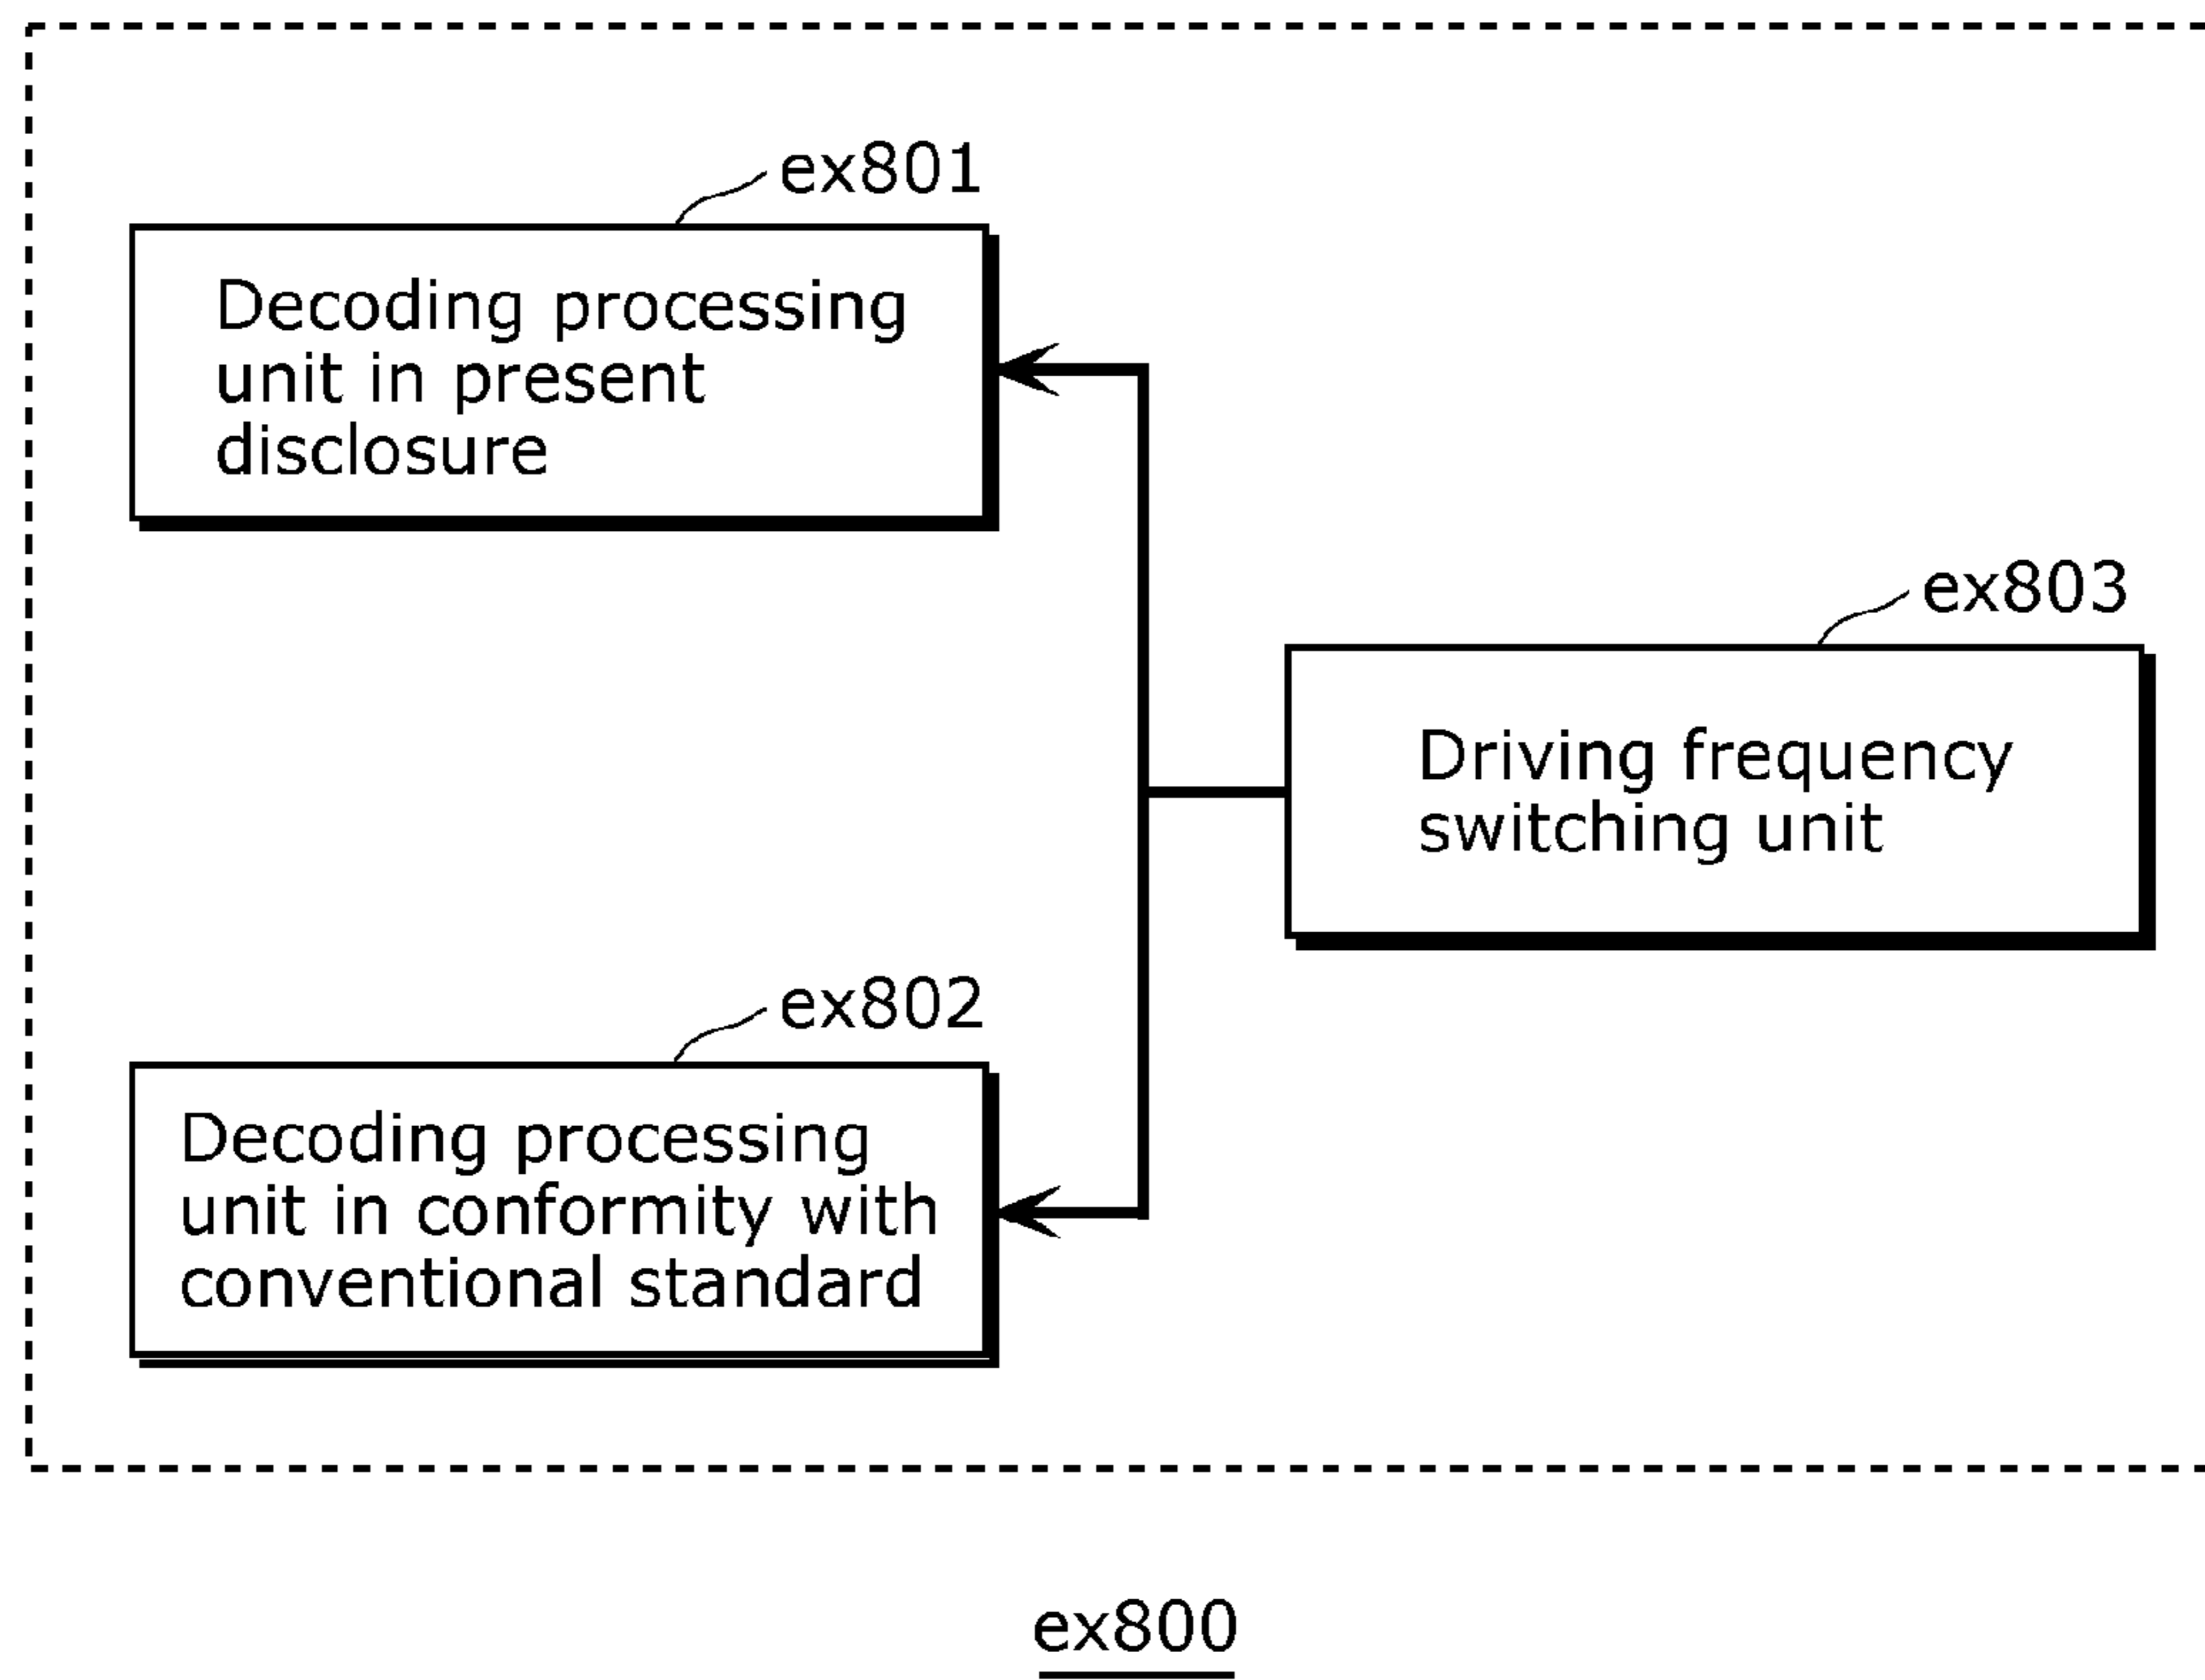 ex801
Decoding processing
unit in present
disclosure
ex803
Driving frequency
switching unit
ex802
Decoding processing
unit in conformity with
conventional standard
ex800